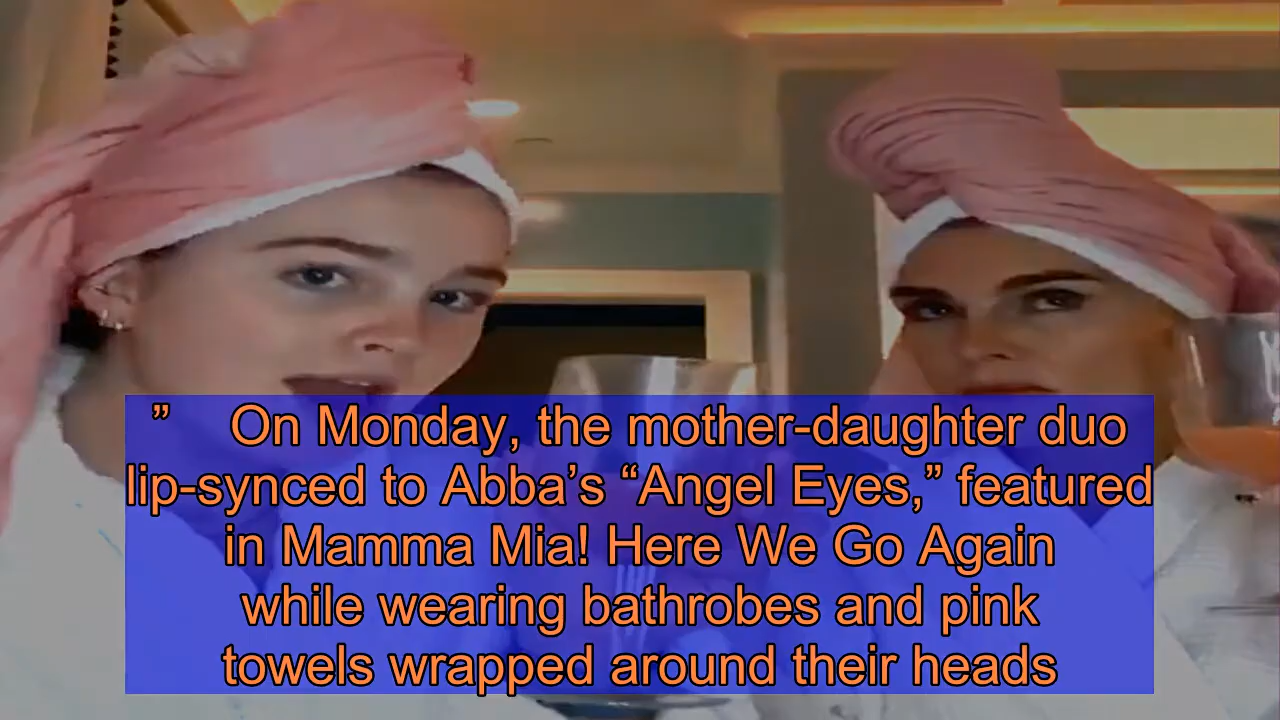 ” On Monday, the mother-daughter duo
lip-synced to Abba’s “Angel Eyes,” featured
in Mamma Mia! Here We Go Again
while wearing bathrobes and pink
towels wrapped around their heads